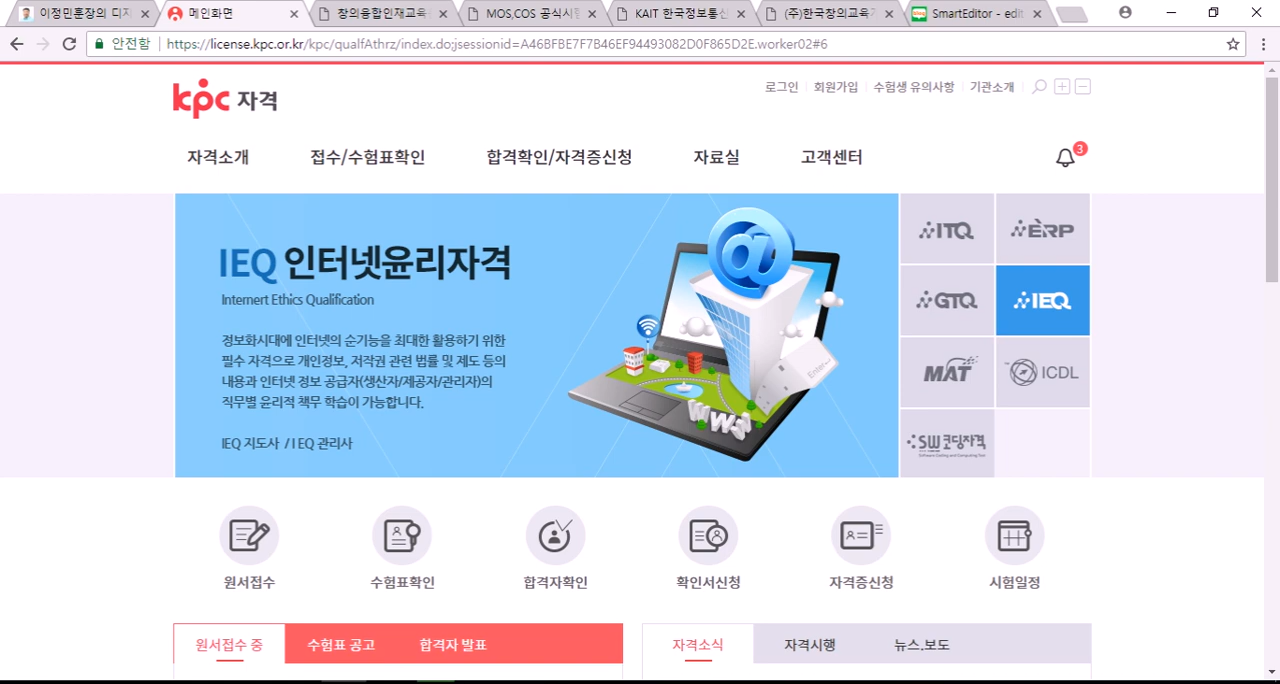 이정민훈장의 디지
메인화면
창의융합인재교육
MOS,COS 공식시험
KAIT 한국정보통신
(주)한국창의교육
SmartEditor - edi
안전함
https://license.kpc.or.kr/kpc/qualfAthrz/index.do;jsessionid=A46BFBE7F7B46EF94493082D0F865D2E.worker02#6
kpc 자격
로그인
회원가입
수험생 유의사항
기관소개
자격소개
접수/수험표확인
합격확인/자격증신청
자료실
고객센터
3
IEQ 인터넷윤리자격
Internert Ethics Qualification
정보화시대에 인터넷의 순기능을 최대한 활용하기 위한
필수 자격으로 개인정보, 저작권 관련 법률 및 제도 등의
내용과 인터넷 정보 공급자(생산자/제공자/관리자)의
직무별 윤리적 책무 학습이 가능합니다.
IEQ 지도사 / I EQ 관리사
@
Enter
WWW
ITQ
ÈRP
GTQ
IEQ
MAT
ICDL
SW코딩자격
원서접수
수험표확인
합격자확인
확인서신청
자격증신청
시험일정
원서접수 중
수험표 공고
합격자 발표
자격소식
자격시행
뉴스.보도